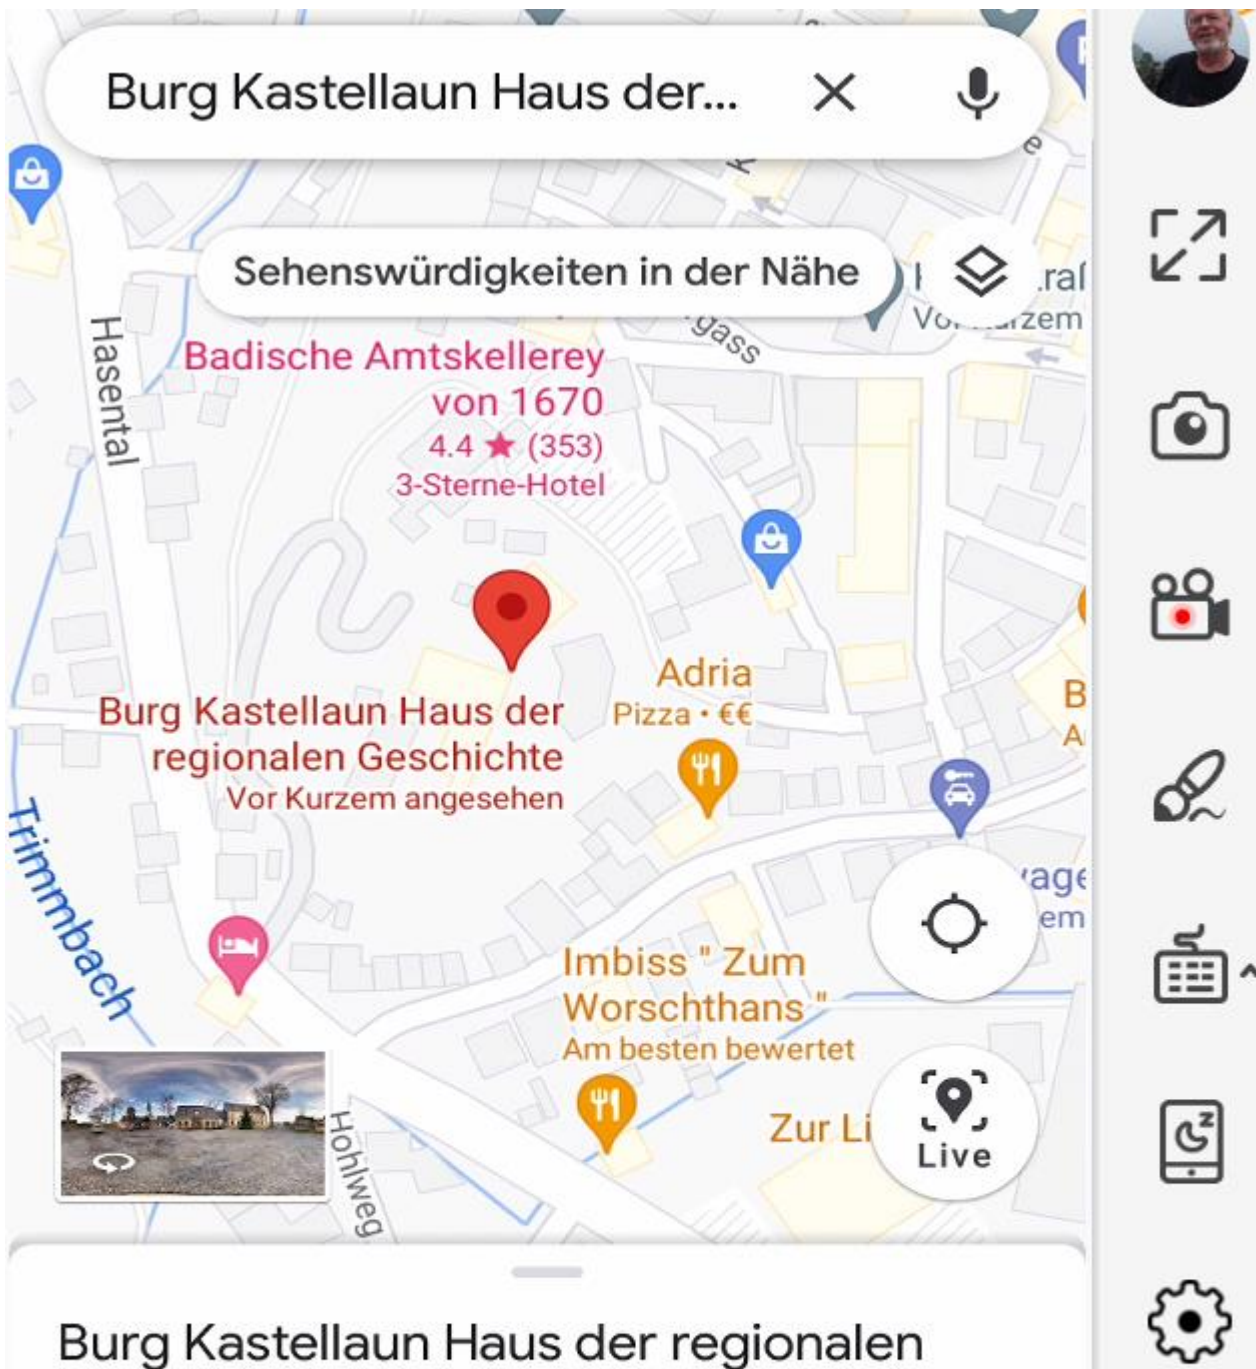 Burg Kastellaun Haus der...
Sehenswürdigkeiten in der Nähe
Hasental
Badische Amtskellerey
von 1670
4.4 ★ (353)
3-Sterne-Hotel
Adria
Pizza • €€
Burg Kastellaun Haus der
regionalen Geschichte
Vor Kurzem angesehen
Trimmbach
Imbiss " Zum
Worschthans "
Am besten bewertet
Zur Li
Live
Hohlweg
Burg Kastellaun Haus der regionalen